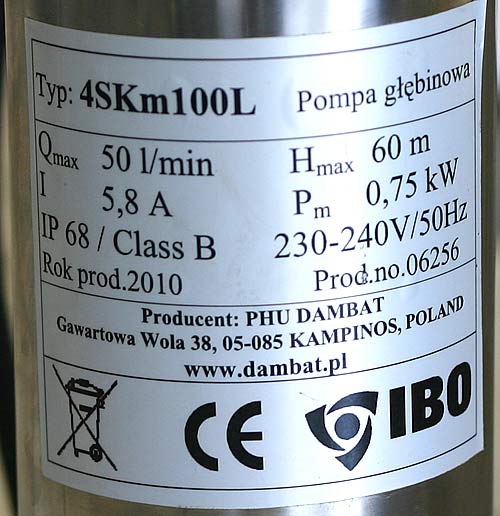 Typ: 4SKm100L Pompa głębinowa
Qmax 50 l/min Hmax 60 m
I 5,8 A Pm 0,75 kW
IP 68 / Class B 230-240V/50Hz
Rok prod.2010 Prod.no.06256
Producent: PHU DAMBAT
Gawartowa Wola 38, 05-085 KAMPINOS, POLAND
www.dambat.pl
CE IBO